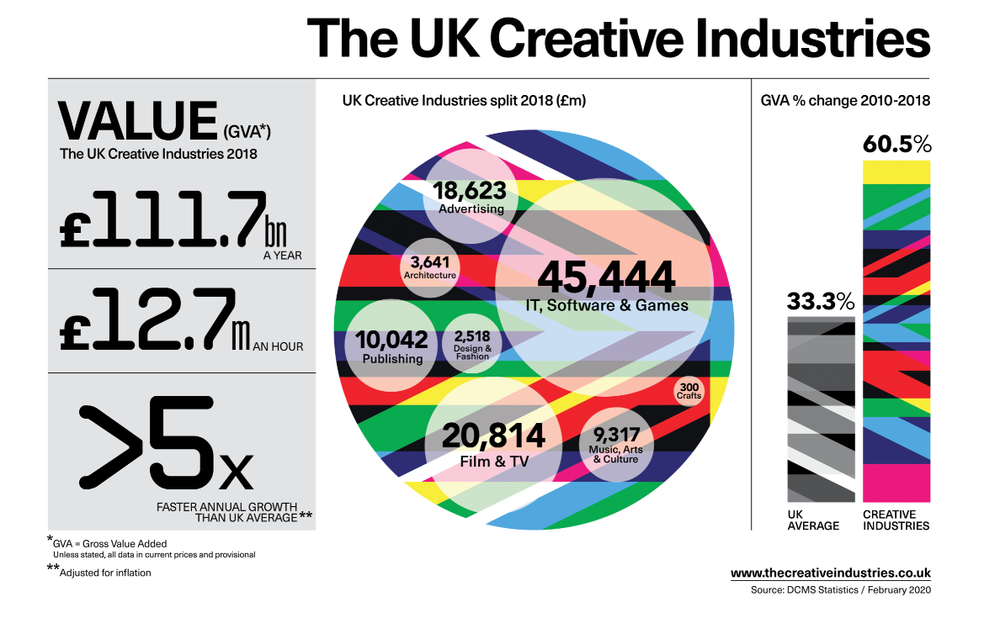 The UK Creative Industries
VALUE (GVA*)
The UK Creative Industries 2018
£111.7bn
A YEAR
£12.7m AN HOUR
>5x
FASTER ANNUAL GROWTH
THAN UK AVERAGE**
*GVA = Gross Value Added
Unless stated, all data in current prices and provisional
**Adjusted for inflation
UK Creative Industries split 2018 (£m)
18,623
Advertising
3,641
Architecture
45,444
IT, Software & Games
10,042
Publishing
2,518
Design &
Fashion
300
Crafts
20,814
Film & TV
9,317
Music, Arts
& Culture
GVA % change 2010-2018
60.5%
33.3%
UK
AVERAGE
CREATIVE
INDUSTRIES
www.thecreativeindustries.co.uk
Source: DCMS Statistics / February 2020